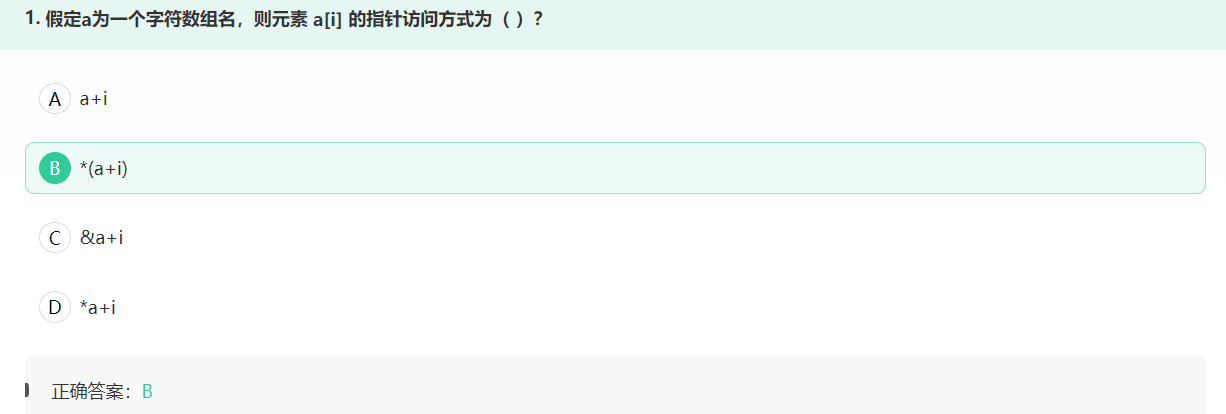 1. 假定a为一个字符数组名，则元素 a[i] 的指针访问方式为（ ）？
A a+i
B *(a+i)
C &a+i
D *a+i
正确答案：B